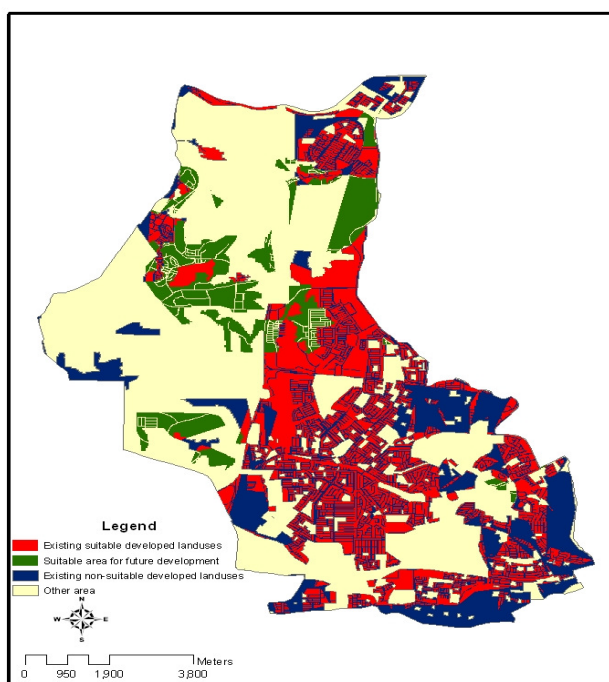 Legend
Existing suitable developed landuses
Suitable area for future development
Existing non-suitable developed landuses
Other area
N
W E
S
Meters
0 950 1,900 3,800